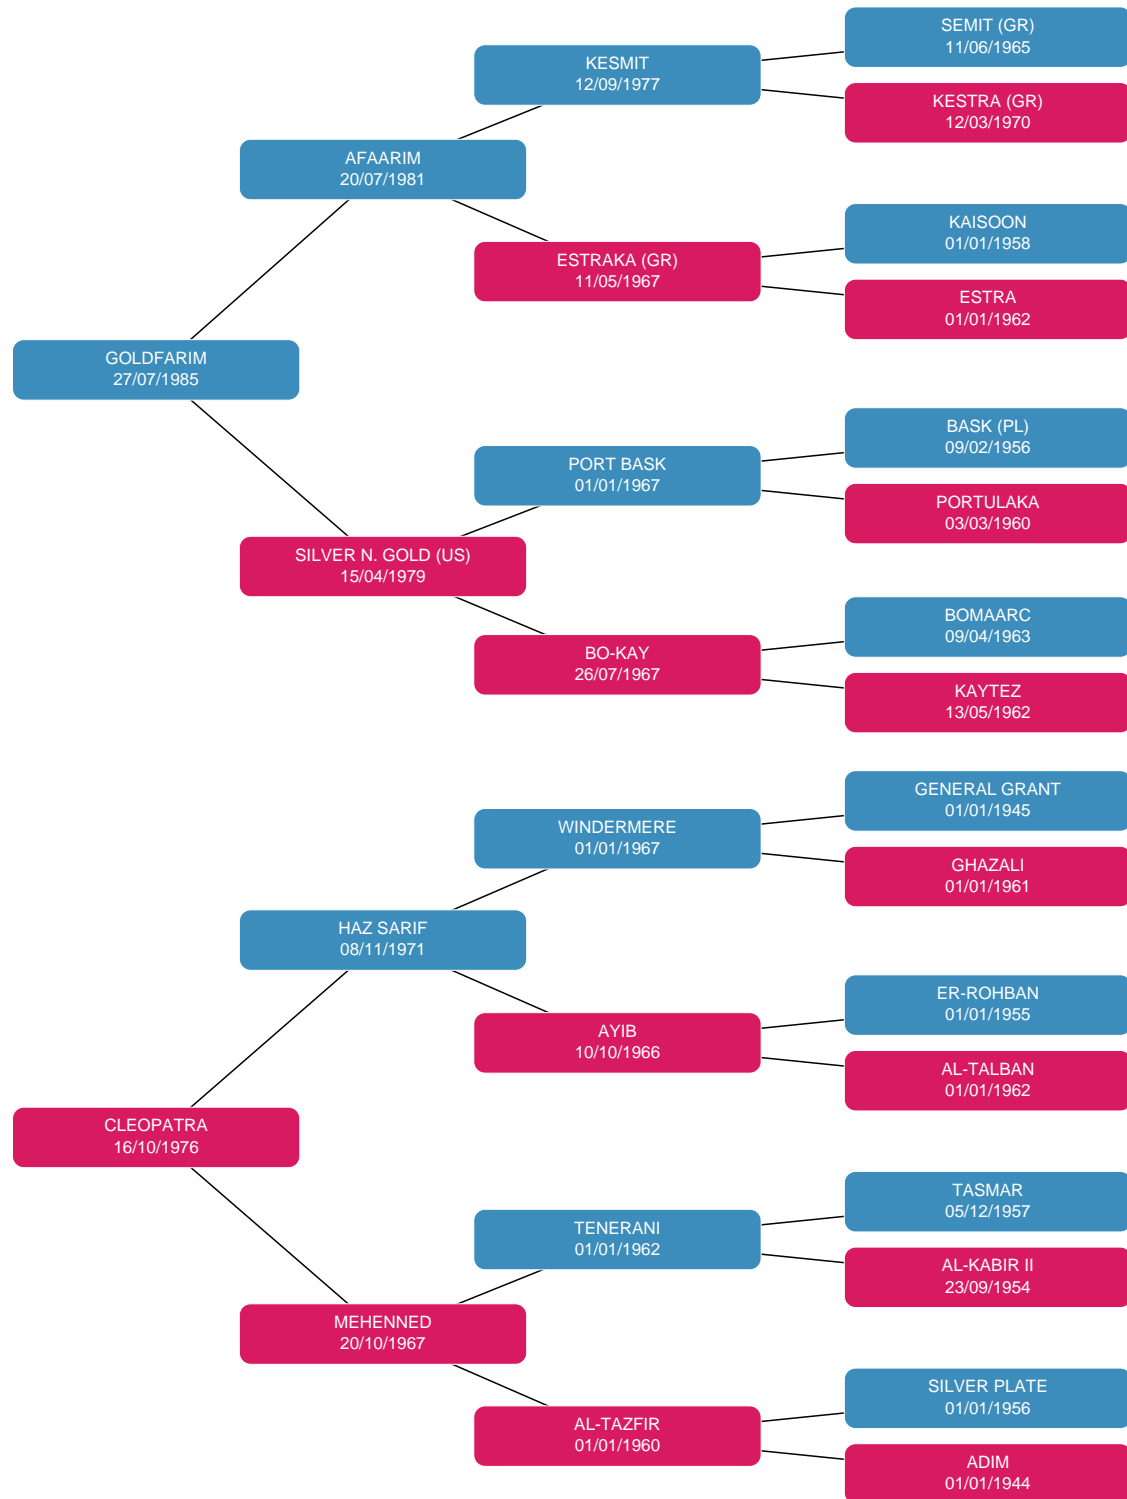 SEMIT (GR)
11/06/1965
KESMIT
12/09/1977
KESTRA (GR)
12/03/1970
AFAARIM
20/07/1981
KAISOON
01/01/1958
ESTRAKA (GR)
11/05/1967
ESTRA
01/01/1962
GOLDFARIM
27/07/1985
BASK (PL)
09/02/1956
PORT BASK
01/01/1967
PORTULAKA
03/03/1960
SILVER N. GOLD (US)
15/04/1979
BOMAARC
09/04/1963
BO-KAY
26/07/1967
KAYTEZ
13/05/1962
GENERAL GRANT
01/01/1945
WINDERMERE
01/01/1967
GHAZALI
01/01/1961
HAZ SARIF
08/11/1971
ER-ROHBAN
01/01/1955
AYIB
10/10/1966
AL-TALBAN
01/01/1962
CLEOPATRA
16/10/1976
TASMAR
05/12/1957
TENERANI
01/01/1962
AL-KABIR II
23/09/1954
MEHENNED
20/10/1967
SILVER PLATE
01/01/1956
AL-TAZFIR
01/01/1960
ADIM
01/01/1944